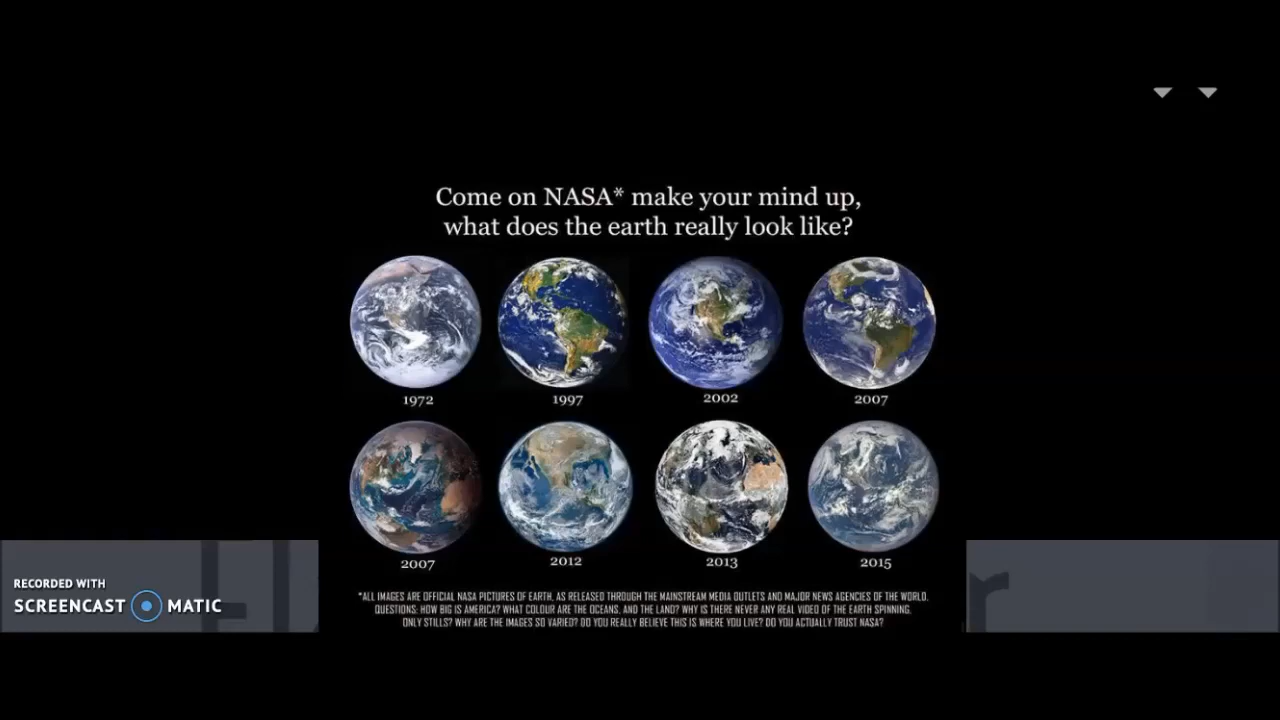 Come on NASA* make your mind up,
what does the earth really look like?
1972
1997
2002
2007
2007
2012
2013
2015
*ALL IMAGES ARE OFFICIAL NASA PICTURES OF EARTH, AS RELEASED THROUGH THE MAINSTREAM MEDIA OUTLETS AND MAJOR NEWS AGENCIES OF THE WORLD.
QUESTIONS: HOW BIG IS AMERICA? WHAT COLOUR ARE THE OCEANS, AND THE LAND? WHY IS THERE NEVER ANY REAL VIDEO OF THE EARTH SPINNING,
ONLY STILLS? WHY ARE THE IMAGES SO VARIED? DO YOU REALLY BELIEVE THIS IS WHERE YOU LIVE? DO YOU ACTUALLY TRUST NASA?
RECORDED WITH
SCREENCAST MATIC